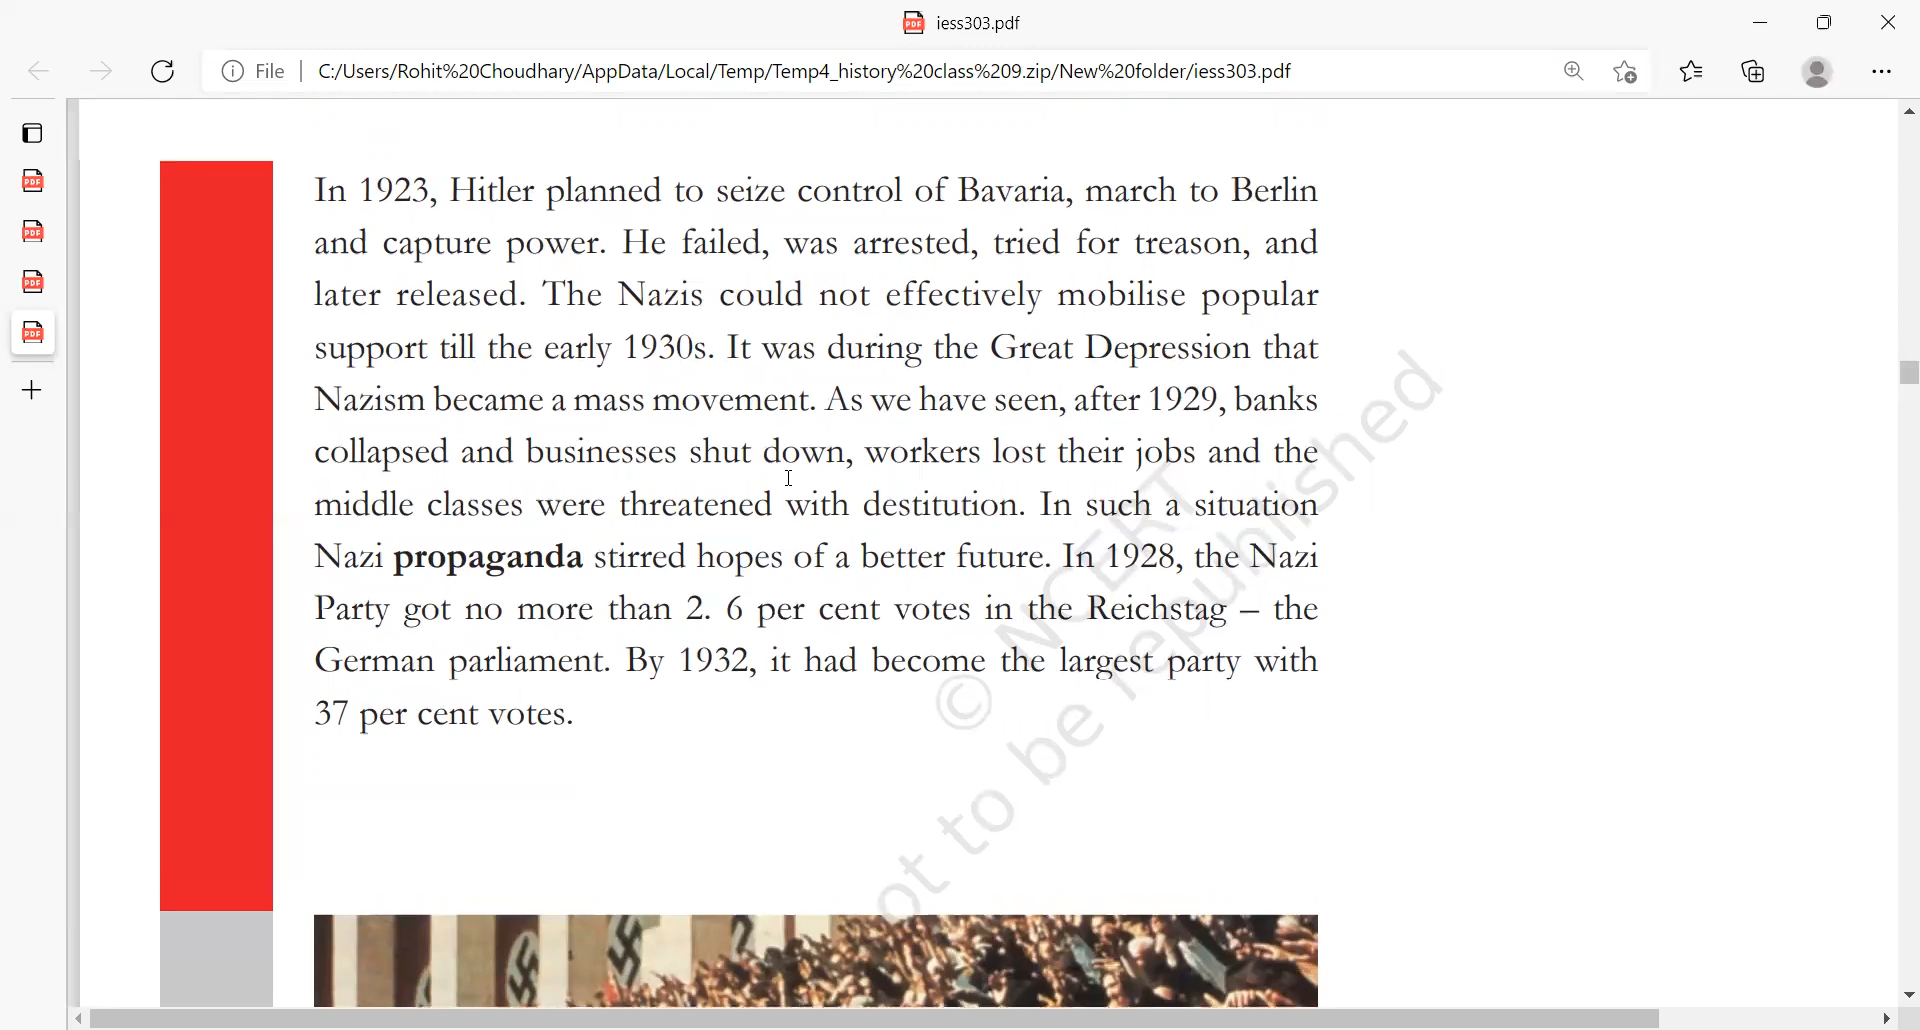 iess303.pdf
File
C:/Users/Rohit%20Choudhary/AppData/Local/Temp/Temp4_history%20class%209.zip/New%20folder/iess303.pdf
In 1923, Hitler planned to seize control of Bavaria, march to Berlin
and capture power. He failed, was arrested, tried for treason, and
later released. The Nazis could not effectively mobilise popular
support till the early 1930s. It was during the Great Depression that
Nazism became a mass movement. As we have seen, after 1929, banks
collapsed and businesses shut down, workers lost their jobs and the
middle classes were threatened with destitution. In such a situation
Nazi propaganda stirred hopes of a better future. In 1928, the Nazi
Party got no more than 2. 6 per cent votes in the Reichstag – the
German parliament. By 1932, it had become the largest party with
37 per cent votes.
© NCERT
ot to be republished